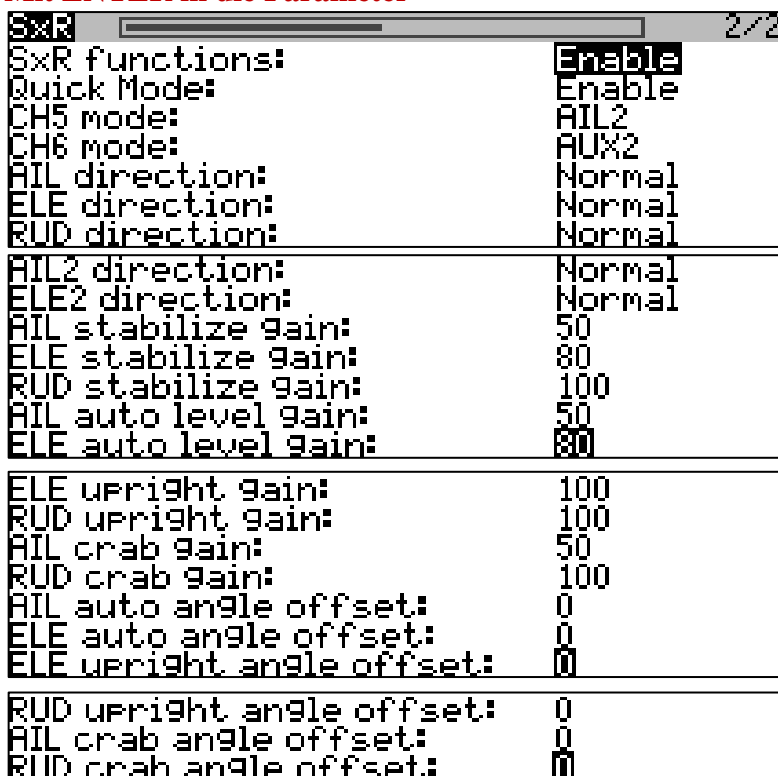 Mit ENTER in die Parameter
SxR 2/2
SxR functions: Enable
Quick Mode: Enable
CH5 mode: AIL2
CH6 mode: AUX2
AIL direction: Normal
ELE direction: Normal
RUD direction: Normal
AIL2 direction: Normal
ELE2 direction: Normal
AIL stabilize gain: 50
ELE stabilize gain: 80
RUD stabilize gain: 100
AIL auto level gain: 50
ELE auto level gain: 80
ELE upright gain: 100
RUD upright gain: 100
AIL crab gain: 50
RUD crab gain: 100
AIL auto angle offset: 0
ELE auto angle offset: 0
ELE upright angle offset: 0
RUD upright angle offset: 0
AIL crab angle offset: 0
RUD crab angle offset: 0